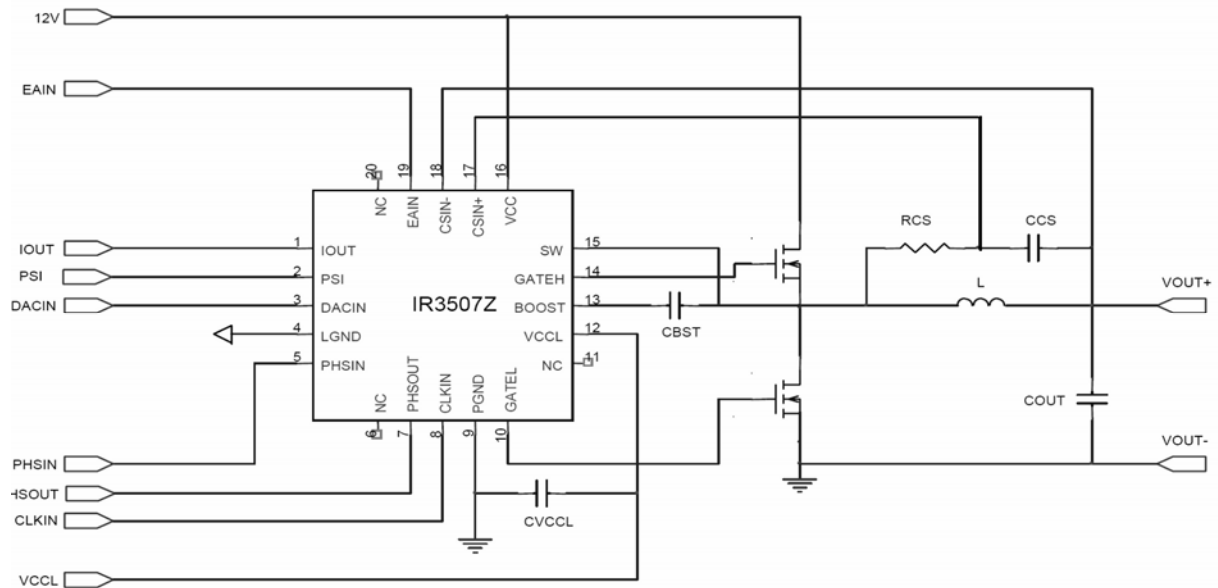 12V
EAIN
20
19
18
17
16
NC
EAIN
CSIN-
CSIN+
VCC
RCS
CCS
IOUT
1
IOUT
SW
15
PSI
2
PSI
GATEH
14
L
VOUT+
DACIN
3
DACIN
IR3507Z
BOOST
13
CBST
4
LGND
VCCL
12
5
PHSIN
NC
11
NC
PHSOUT
CLKIN
PGND
GATEL
COUT
6
7
8
9
10
VOUT-
PHSIN
HSOUT
CLKIN
CVCCL
VCCL